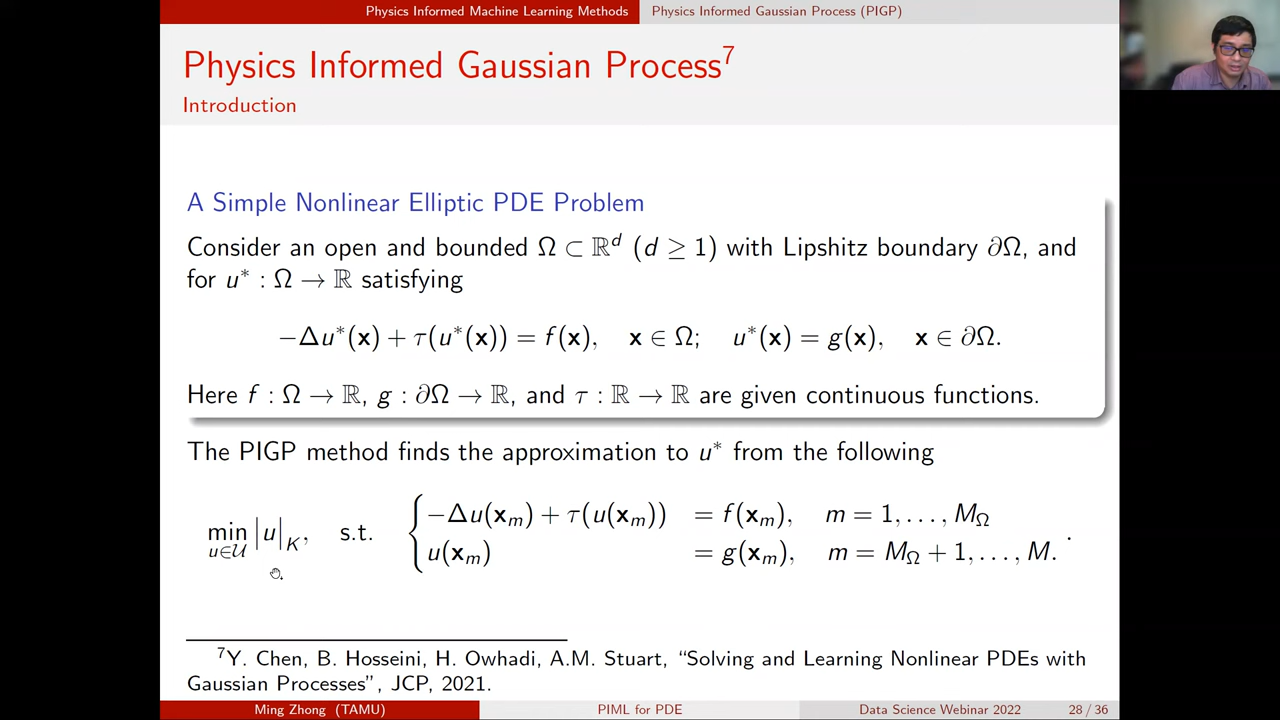 Physics Informed Machine Learning Methods Physics Informed Gaussian Process (PIGP)
Physics Informed Gaussian Process⁷
Introduction
A Simple Nonlinear Elliptic PDE Problem
Consider an open and bounded Ω ⊂ ℝᵈ (d ≥ 1) with Lipshitz boundary ∂Ω, and
for u* : Ω → ℝ satisfying
−Δu*(x) + τ(u*(x)) = f(x), x ∈ Ω; u*(x) = g(x), x ∈ ∂Ω.
Here f : Ω → ℝ, g : ∂Ω → ℝ, and τ : ℝ → ℝ are given continuous functions.
The PIGP method finds the approximation to u* from the following
min_{u∈𝒰} |u|_K, s.t. { −Δu(x_m) + τ(u(x_m)) = f(x_m), m = 1, . . . , M_Ω
u(x_m) = g(x_m), m = M_Ω + 1, . . . , M. .
⁷Y. Chen, B. Hosseini, H. Owhadi, A.M. Stuart, “Solving and Learning Nonlinear PDEs with
Gaussian Processes”, JCP, 2021.
Ming Zhong (TAMU) PIML for PDE Data Science Webinar 2022 28 / 36